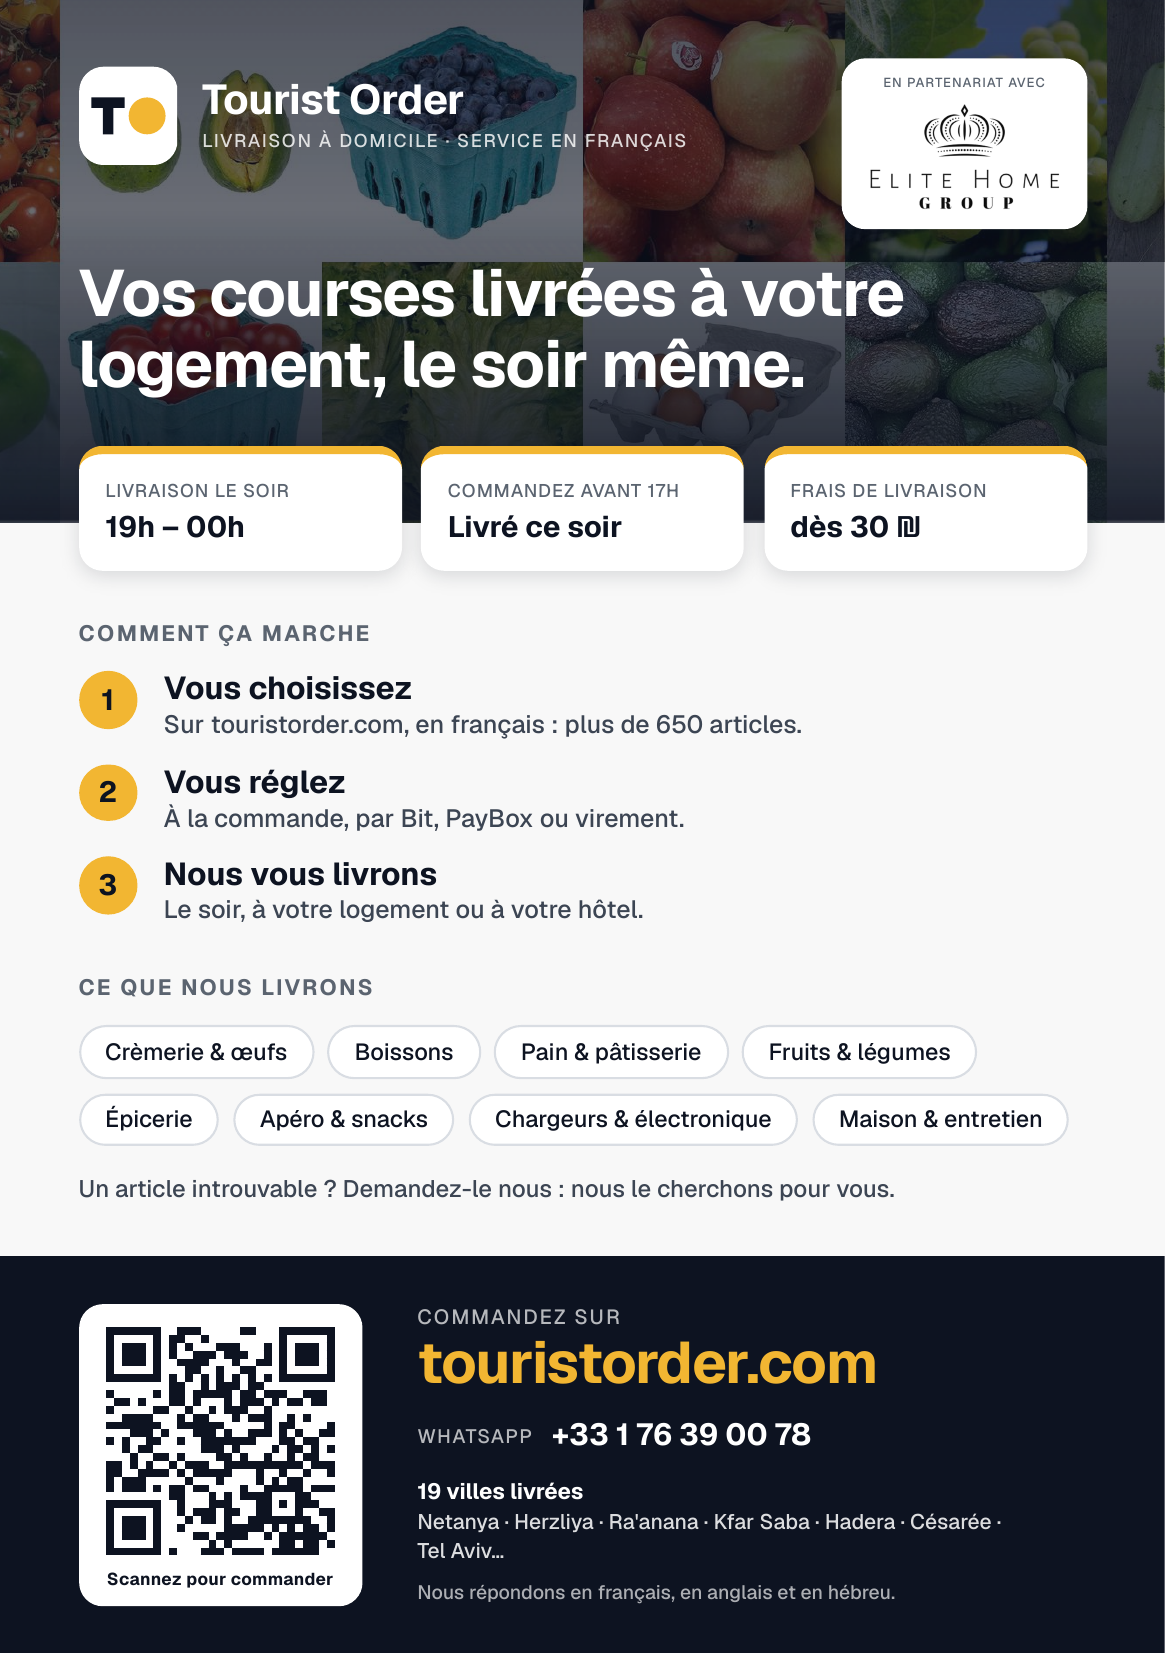 TO
Tourist Order
LIVRAISON À DOMICILE · SERVICE EN FRANÇAIS
EN PARTENARIAT AVEC
ELITE HOME
GROUP
Vos courses livrées à votre
logement, le soir même.
LIVRAISON LE SOIR
19h – 00h
COMMANDEZ AVANT 17H
Livré ce soir
FRAIS DE LIVRAISON
dès 30 ₪
COMMENT ÇA MARCHE
1
Vous choisissez
Sur touristorder.com, en français : plus de 650 articles.
2
Vous réglez
À la commande, par Bit, PayBox ou virement.
3
Nous vous livrons
Le soir, à votre logement ou à votre hôtel.
CE QUE NOUS LIVRONS
Crèmerie & œufs
Boissons
Pain & pâtisserie
Fruits & légumes
Épicerie
Apéro & snacks
Chargeurs & électronique
Maison & entretien
Un article introuvable ? Demandez-le nous : nous le cherchons pour vous.
Scannez pour commander
COMMANDEZ SUR
touristorder.com
WHATSAPP +33 1 76 39 00 78
19 villes livrées
Netanya · Herzliya · Ra'anana · Kfar Saba · Hadera · Césarée ·
Tel Aviv…
Nous répondons en français, en anglais et en hébreu.